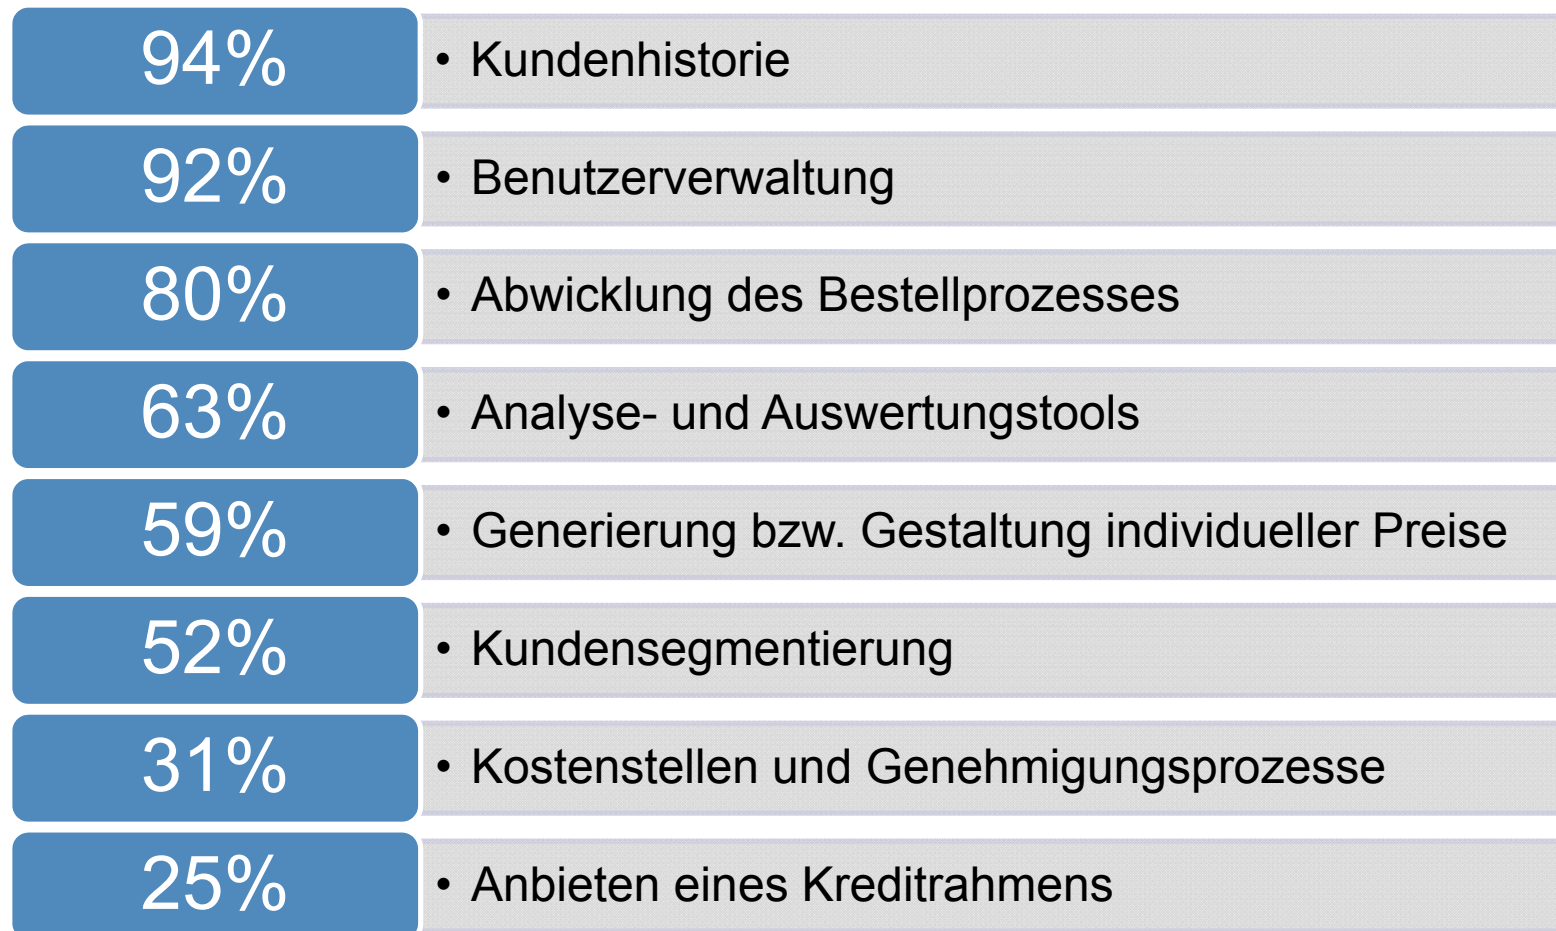 94% • Kundenhistorie
92% • Benutzerverwaltung
80% • Abwicklung des Bestellprozesses
63% • Analyse- und Auswertungstools
59% • Generierung bzw. Gestaltung individueller Preise
52% • Kundensegmentierung
31% • Kostenstellen und Genehmigungsprozesse
25% • Anbieten eines Kreditrahmens